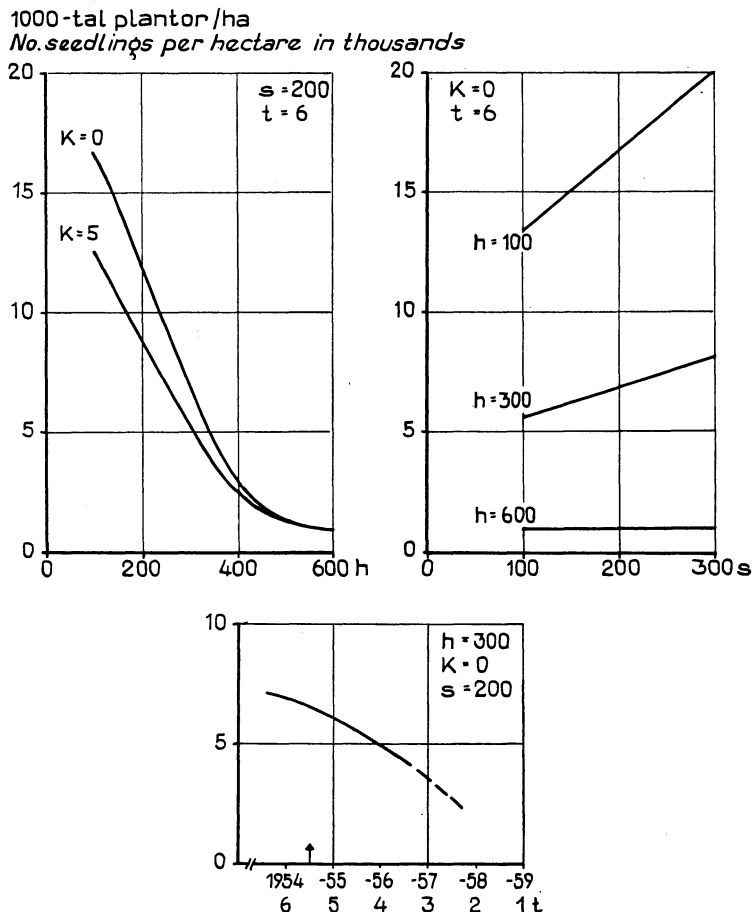 1000-tal plantor/ha
No. seedlings per hectare in thousands
20
15
10
5
0
K=0
K=5
s=200
t=6
0 200 400 600 h
20
15
10
5
0
K=0
t=6
h=100
h=300
h=600
0 100 200 300 s
10
5
0
h=300
K=0
s=200
1954 -55 -56 -57 -58 -59
6 5 4 3 2 1 t